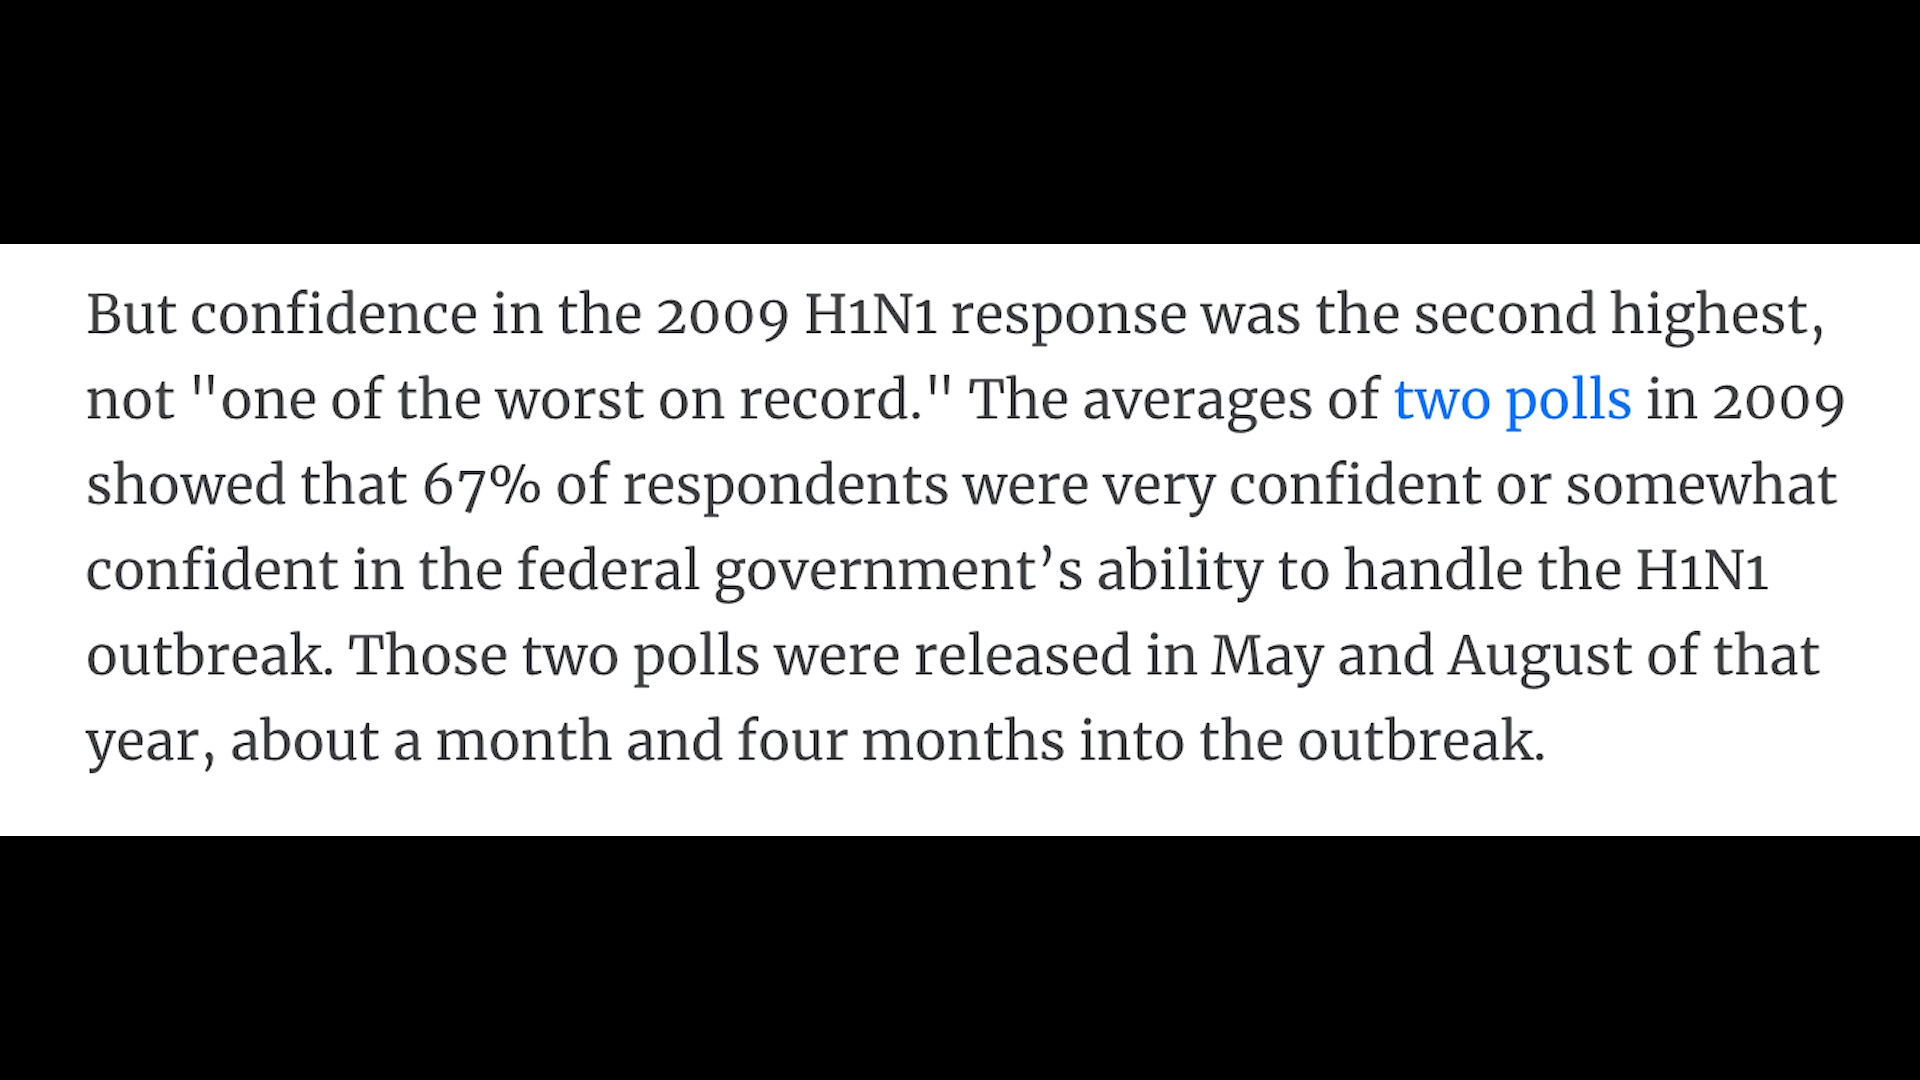 But confidence in the 2009 H1N1 response was the second highest,
not "one of the worst on record." The averages of two polls in 2009
showed that 67% of respondents were very confident or somewhat
confident in the federal government’s ability to handle the H1N1
outbreak. Those two polls were released in May and August of that
year, about a month and four months into the outbreak.